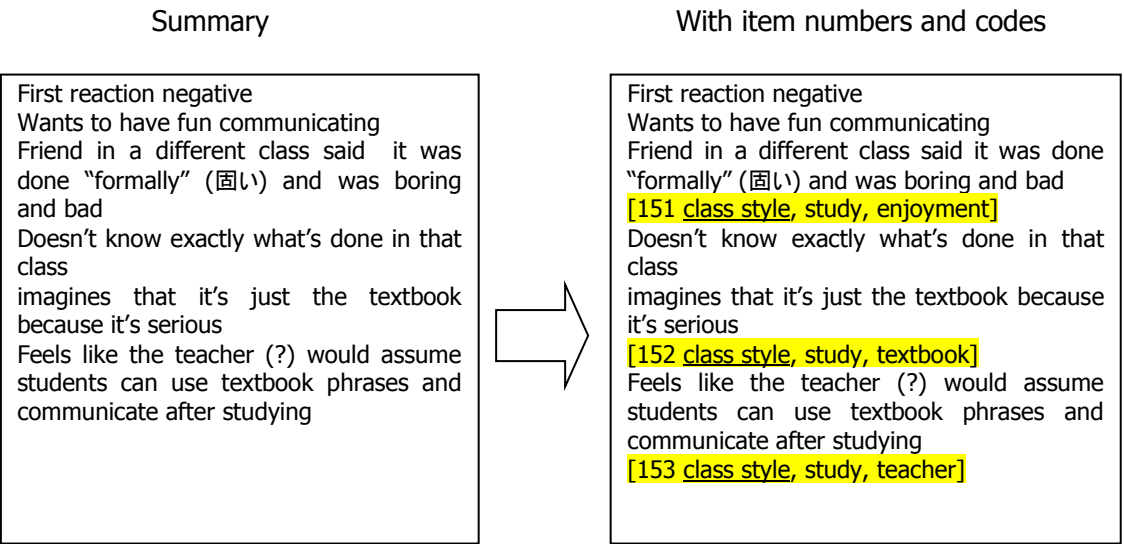 Summary
First reaction negative
Wants to have fun communicating
Friend in a different class said it was
done “formally” (固い) and was boring
and bad
Doesn’t know exactly what’s done in that
class
imagines that it’s just the textbook
because it’s serious
Feels like the teacher (?) would assume
students can use textbook phrases and
communicate after studying
With item numbers and codes
First reaction negative
Wants to have fun communicating
Friend in a different class said it was done
“formally” (固い) and was boring and bad
[151 class style, study, enjoyment]
Doesn’t know exactly what’s done in that
class
imagines that it’s just the textbook because
it’s serious
[152 class style, study, textbook]
Feels like the teacher (?) would assume
students can use textbook phrases and
communicate after studying
[153 class style, study, teacher]